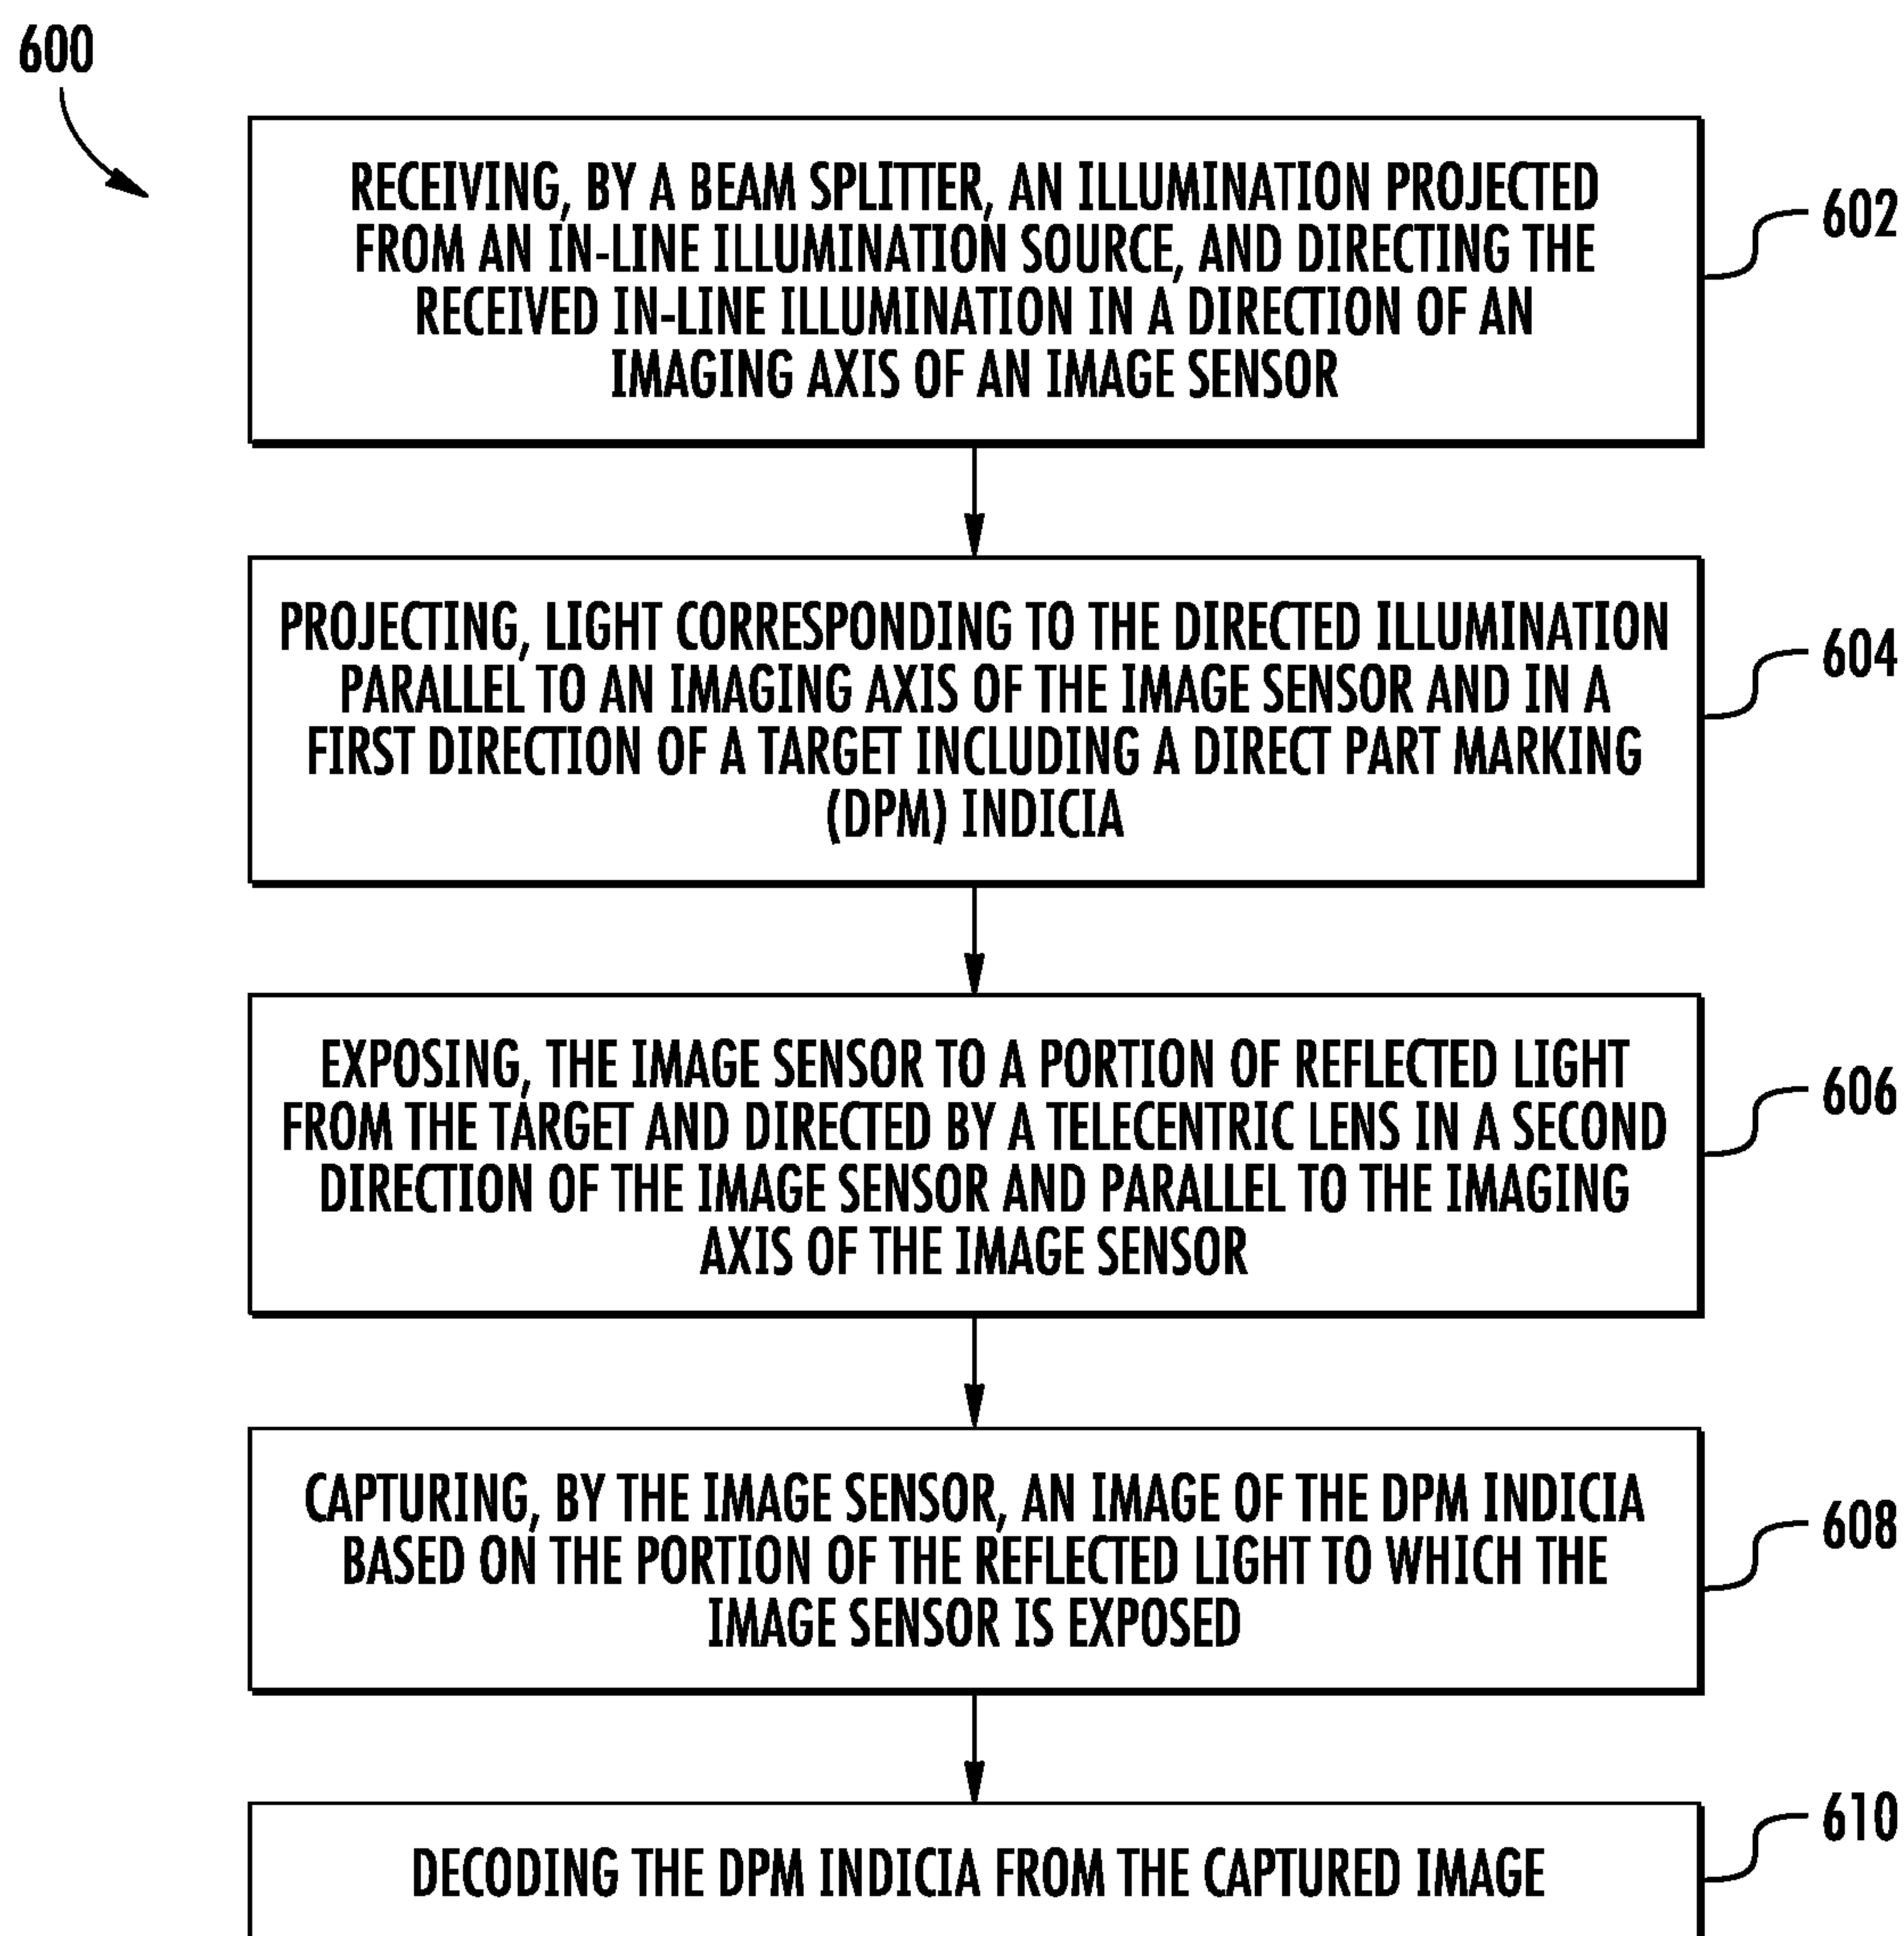 600
RECEIVING, BY A BEAM SPLITTER, AN ILLUMINATION PROJECTED
FROM AN IN-LINE ILLUMINATION SOURCE, AND DIRECTING THE
RECEIVED IN-LINE ILLUMINATION IN A DIRECTION OF AN
IMAGING AXIS OF AN IMAGE SENSOR
602
PROJECTING, LIGHT CORRESPONDING TO THE DIRECTED ILLUMINATION
PARALLEL TO AN IMAGING AXIS OF THE IMAGE SENSOR AND IN A
FIRST DIRECTION OF A TARGET INCLUDING A DIRECT PART MARKING
(DPM) INDICIA
604
EXPOSING, THE IMAGE SENSOR TO A PORTION OF REFLECTED LIGHT
FROM THE TARGET AND DIRECTED BY A TELECENTRIC LENS IN A SECOND
DIRECTION OF THE IMAGE SENSOR AND PARALLEL TO THE IMAGING
AXIS OF THE IMAGE SENSOR
606
CAPTURING, BY THE IMAGE SENSOR, AN IMAGE OF THE DPM INDICIA
BASED ON THE PORTION OF THE REFLECTED LIGHT TO WHICH THE
IMAGE SENSOR IS EXPOSED
608
DECODING THE DPM INDICIA FROM THE CAPTURED IMAGE
610